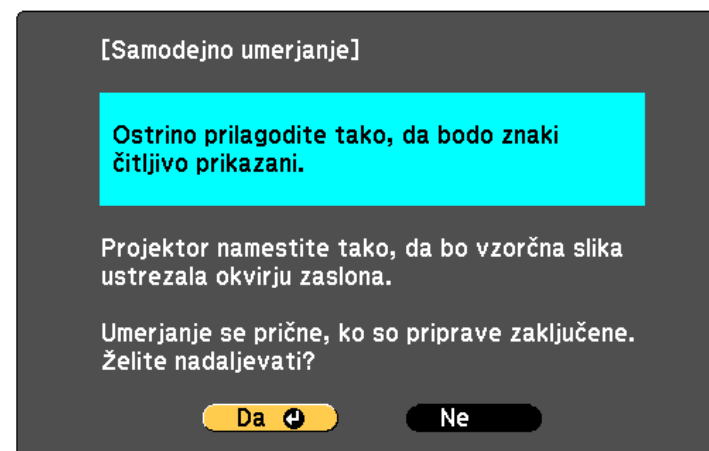 [Samodejno umerjanje]
Ostrino prilagodite tako, da bodo znaki
čitljivo prikazani.
Projektor namestite tako, da bo vzorčna slika
ustrezala okvirju zaslona.
Umerjanje se prične, ko so priprave zaključene.
Želite nadaljevati?
Da
Ne